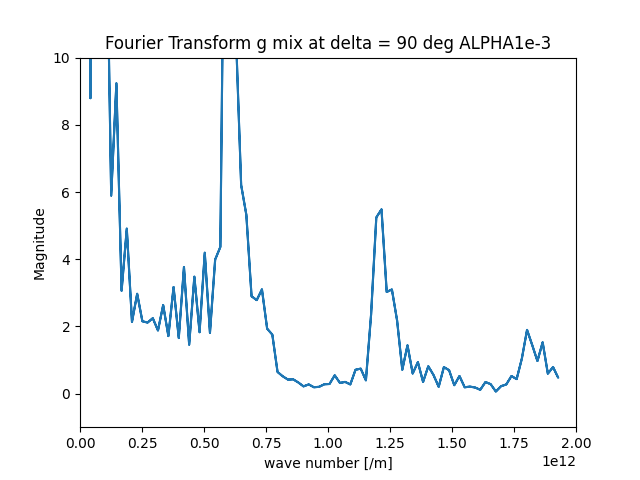 Fourier Transform g mix at delta = 90 deg ALPHA1e-3
10
8
6
4
2
0
Magnitude
0.00 0.25 0.50 0.75 1.00 1.25 1.50 1.75 2.00
1e12
wave number [/m]